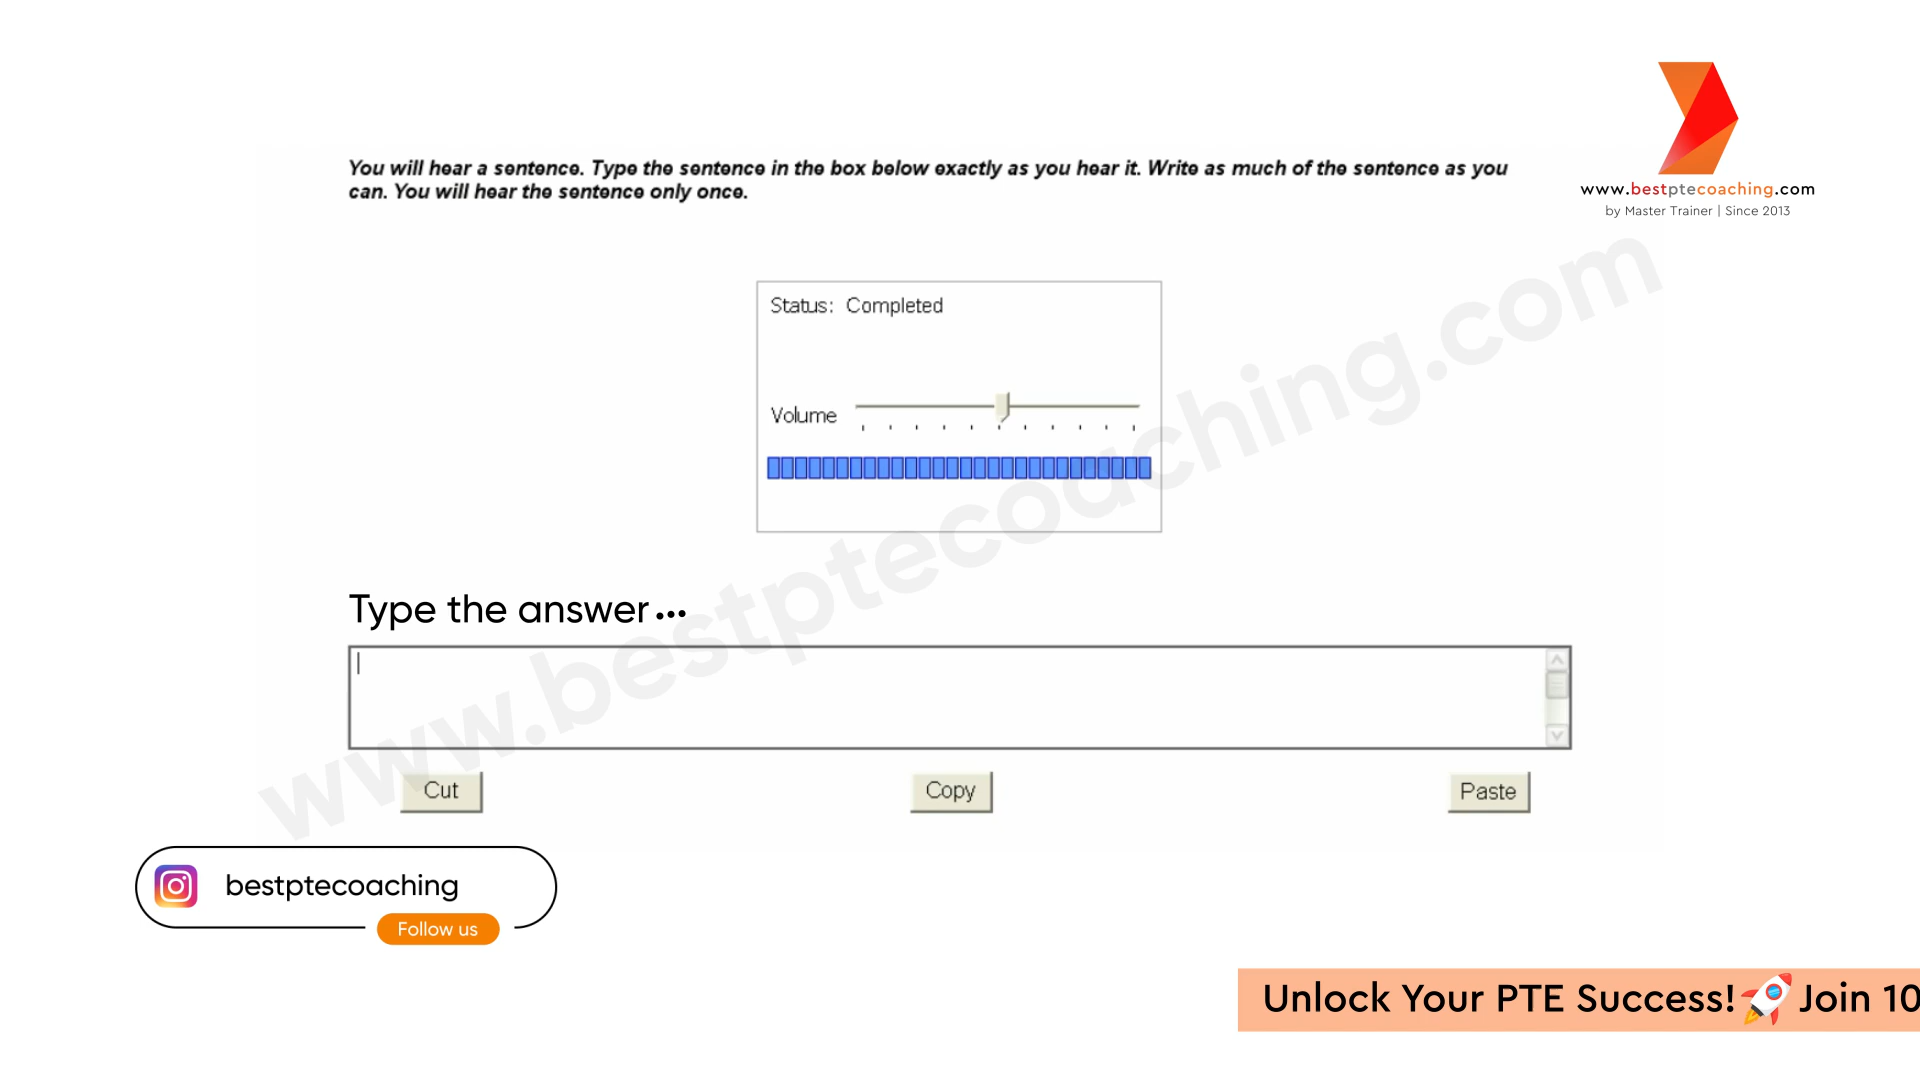 You will hear a sentence. Type the sentence in the box below exactly as you hear it. Write as much of the sentence as you
can. You will hear the sentence only once.
www.bestptecoaching.com
by Master Trainer | Since 2013
Status: Completed
Volume
www.bestptecoaching.com
Type the answer...
Cut
Copy
Paste
bestptecoaching
Follow us
Unlock Your PTE Success!🚀Join 10